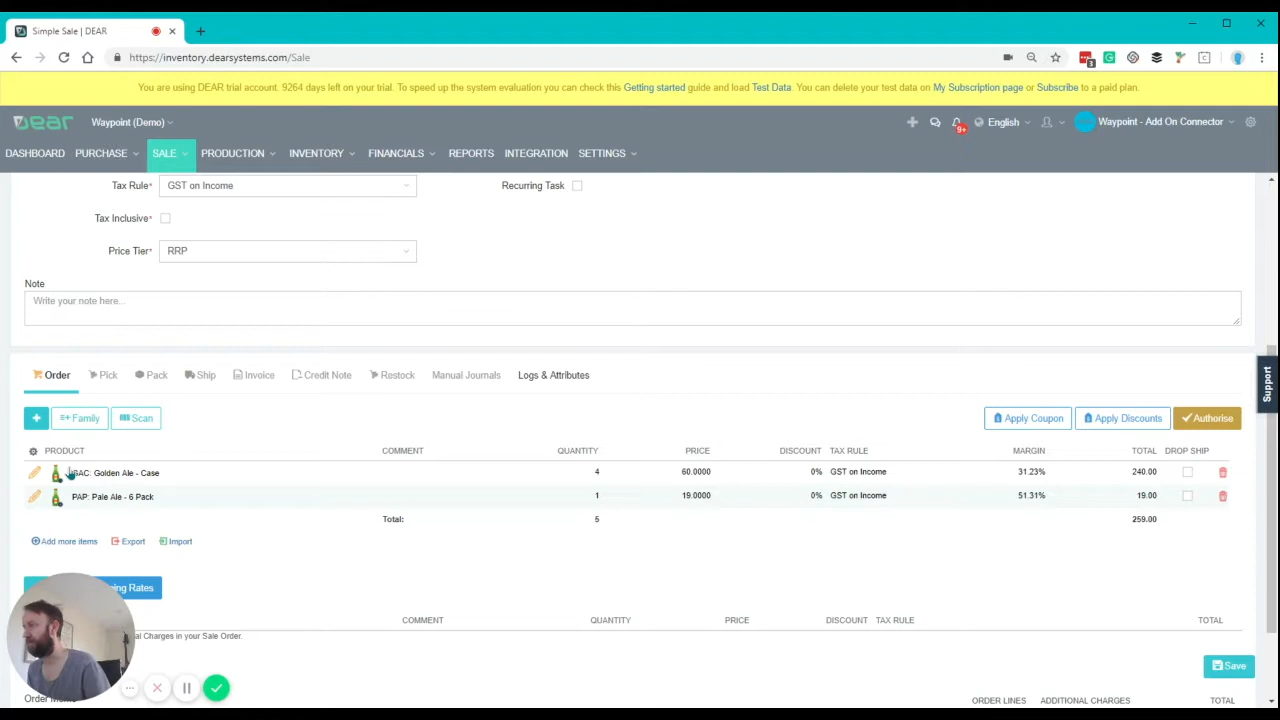 Simple Sale | DEAR
https://inventory.dearsystems.com/Sale
3
You are using DEAR trial account. 9264 days left on your trial. To speed up the system evaluation you can check this Getting started guide and load Test Data. You can delete your test data on My Subscription page or Subscribe to a paid plan.
Dear Waypoint (Demo) 9+ English Waypoint - Add On Connector
DASHBOARD PURCHASE SALE PRODUCTION INVENTORY FINANCIALS REPORTS INTEGRATION SETTINGS
Tax Rule* GST on Income Recurring Task
Tax Inclusive*
Price Tier* RRP
Note
Write your note here...
Order Pick Pack Ship Invoice Credit Note Restock Manual Journals Logs & Attributes
+ Family Scan Apply Coupon Apply Discounts Authorise
PRODUCT COMMENT QUANTITY PRICE DISCOUNT TAX RULE MARGIN TOTAL DROP SHIP
GAC: Golden Ale - Case 4 60.0000 0% GST on Income 31.23% 240.00
PAP: Pale Ale - 6 Pack 1 19.0000 0% GST on Income 51.31% 19.00
Total: 5 259.00
Add more items Export Import
Rates
COMMENT QUANTITY PRICE DISCOUNT TAX RULE TOTAL
Charges in your Sale Order.
Save
Order
ORDER LINES ADDITIONAL CHARGES TOTAL
Support